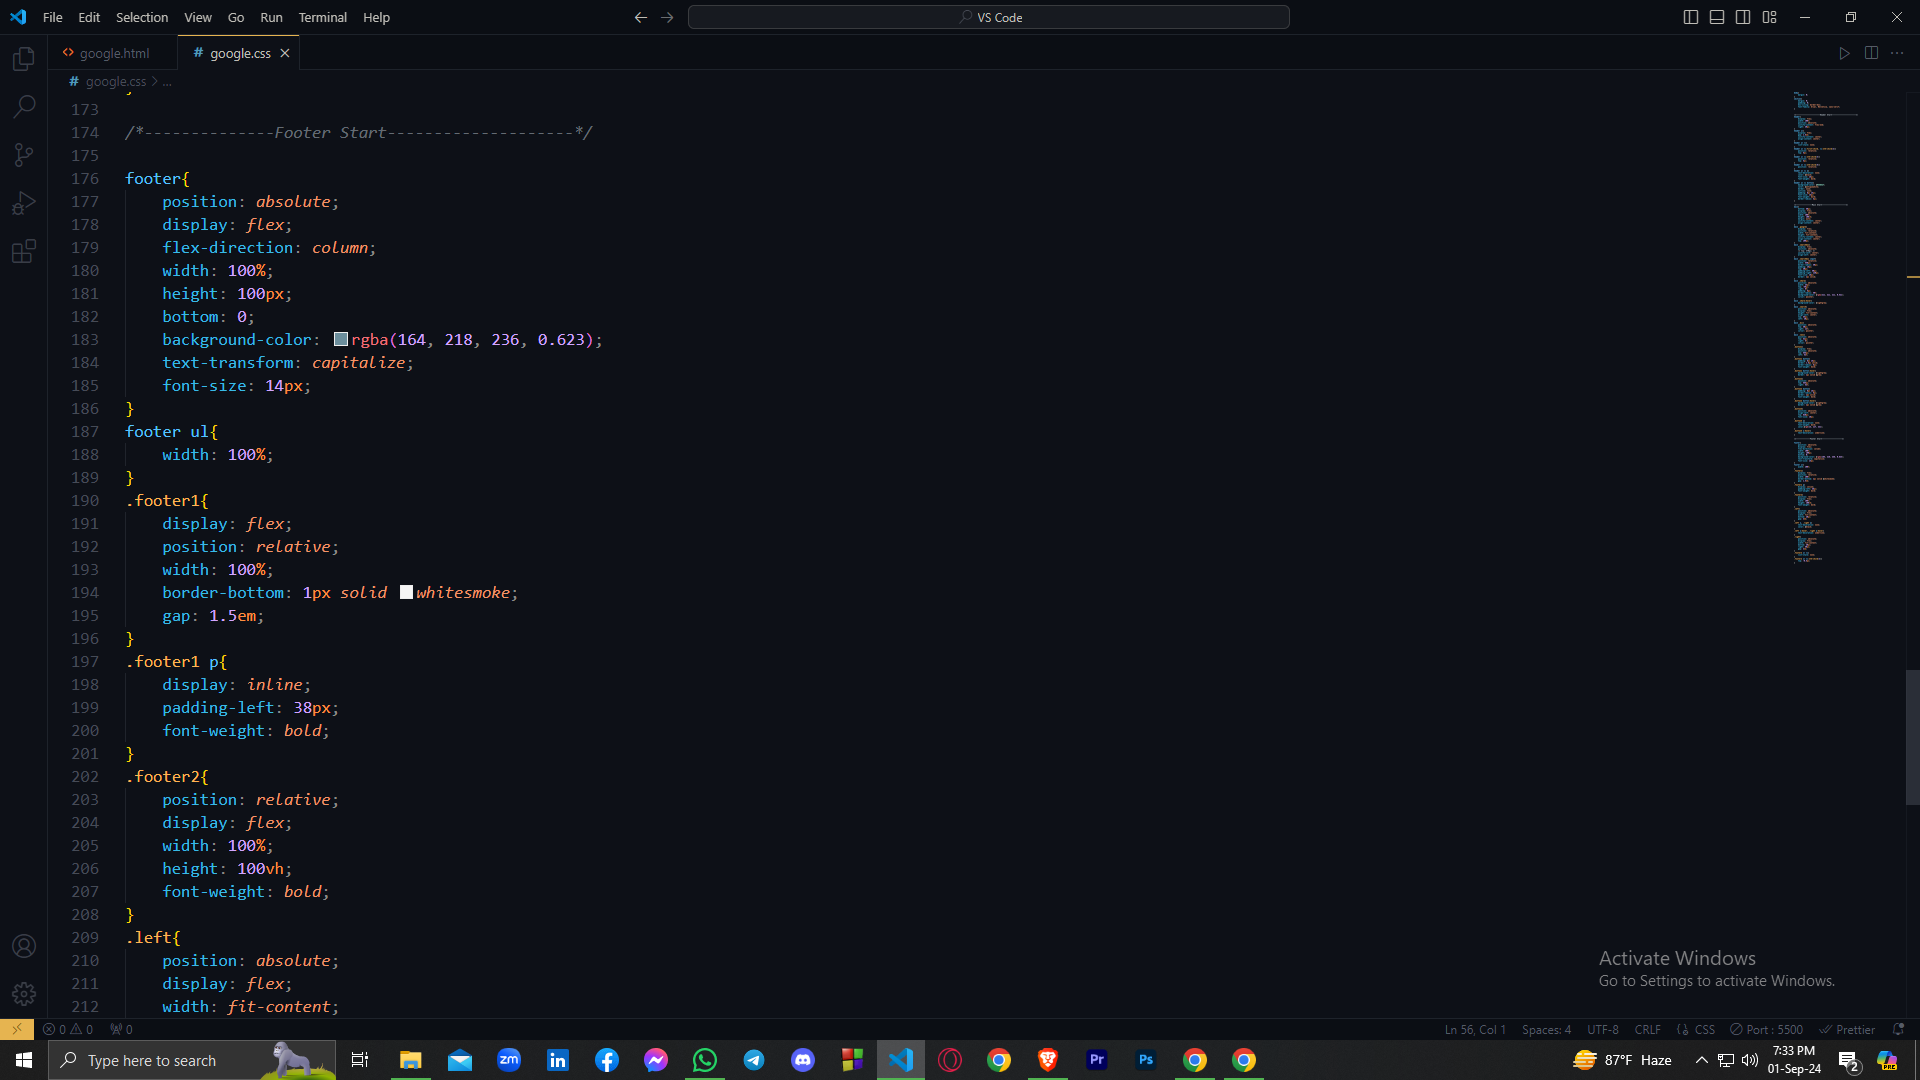 File Edit Selection View Go Run Terminal Help
VS Code
google.html
google.css
google.css > ...
173
174 /*--------------Footer Start--------------------*/
175
176 footer{
177 position: absolute;
178 display: flex;
179 flex-direction: column;
180 width: 100%;
181 height: 100px;
182 bottom: 0;
183 background-color: rgba(164, 218, 236, 0.623);
184 text-transform: capitalize;
185 font-size: 14px;
186 }
187 footer ul{
188 width: 100%;
189 }
190 .footer1{
191 display: flex;
192 position: relative;
193 width: 100%;
194 border-bottom: 1px solid whitesmoke;
195 gap: 1.5em;
196 }
197 .footer1 p{
198 display: inline;
199 padding-left: 38px;
200 font-weight: bold;
201 }
202 .footer2{
203 position: relative;
204 display: flex;
205 width: 100%;
206 height: 100vh;
207 font-weight: bold;
208 }
209 .left{
210 position: absolute;
211 display: flex;
212 width: fit-content;
Activate Windows
Go to Settings to activate Windows.
0 0 0
Ln 56, Col 1 Spaces: 4 UTF-8 CRLF {} CSS Port : 5500 Prettier
Type here to search
zm
in
Pr
Ps
87°F Haze
7:33 PM
01-Sep-24
2
PRE